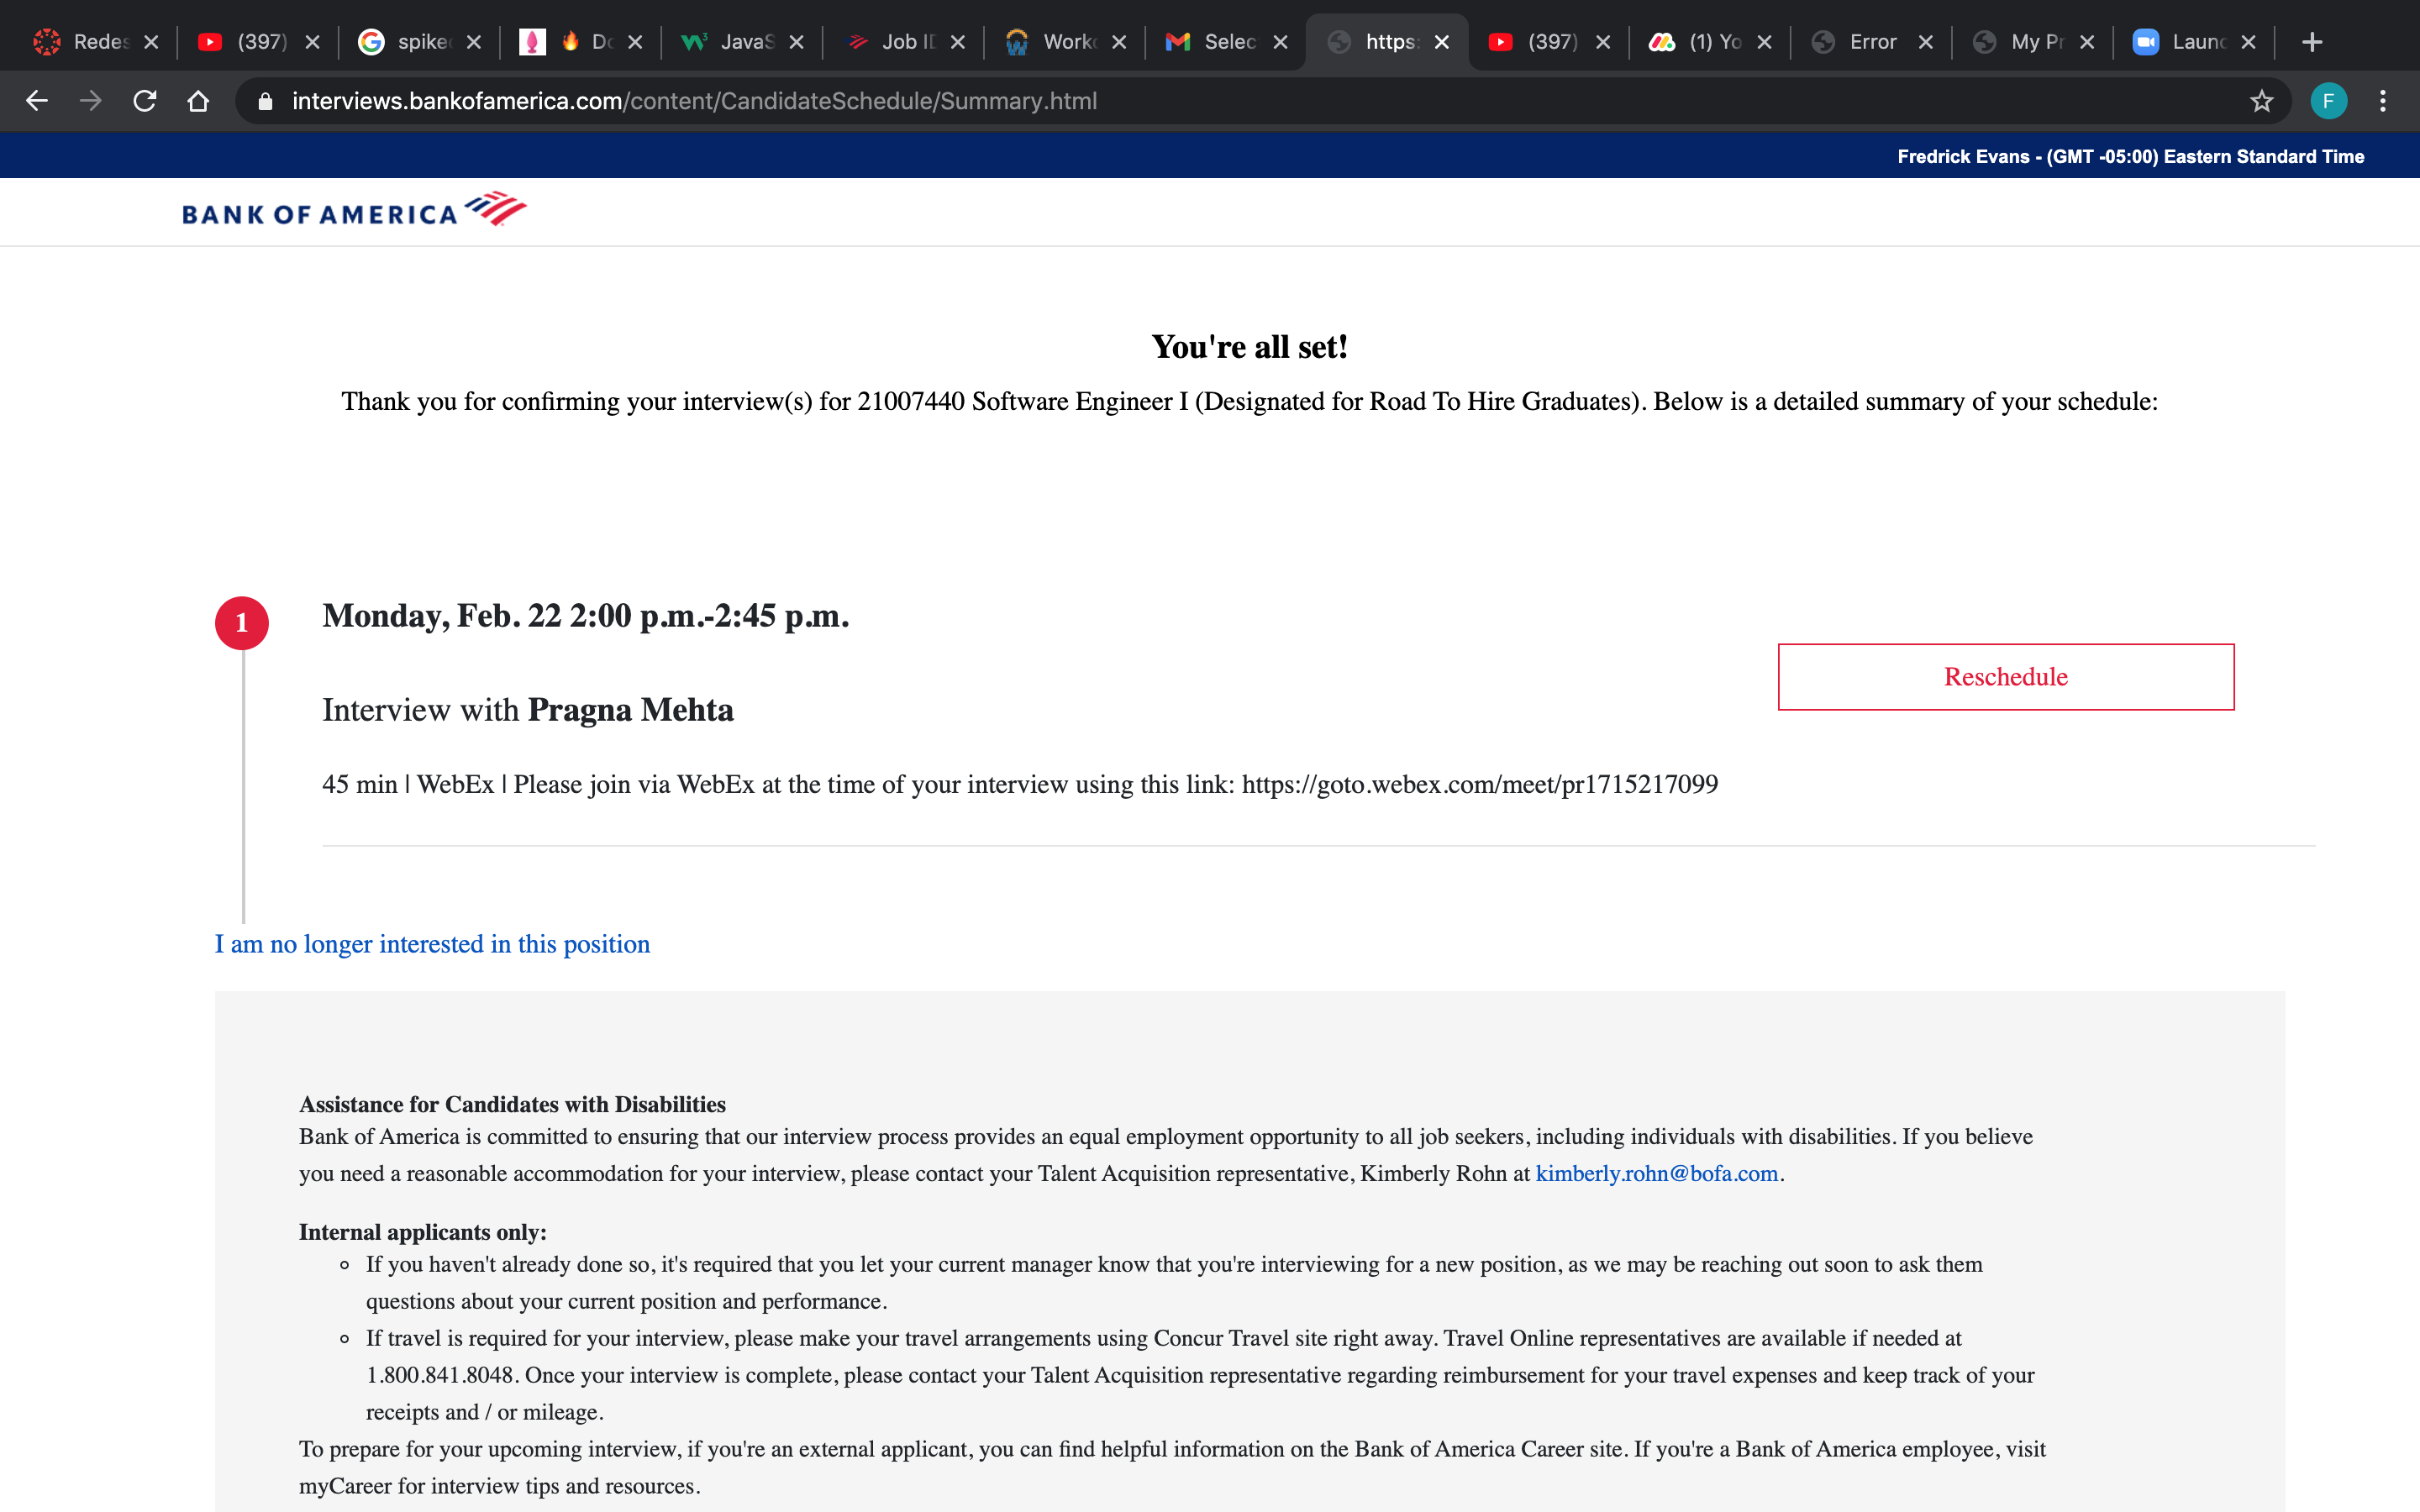 Redes (397) spike Do JavaS Job ID Work Selec https: (397) (1) Yo Error My Pr Launc
interviews.bankofamerica.com/content/CandidateSchedule/Summary.html F
Fredrick Evans - (GMT -05:00) Eastern Standard Time
BANK OF AMERICA
You're all set!
Thank you for confirming your interview(s) for 21007440 Software Engineer I (Designated for Road To Hire Graduates). Below is a detailed summary of your schedule:
1
Monday, Feb. 22 2:00 p.m.-2:45 p.m.
Reschedule
Interview with Pragna Mehta
45 min | WebEx | Please join via WebEx at the time of your interview using this link: https://goto.webex.com/meet/pr1715217099
I am no longer interested in this position
Assistance for Candidates with Disabilities
Bank of America is committed to ensuring that our interview process provides an equal employment opportunity to all job seekers, including individuals with disabilities. If you believe
you need a reasonable accommodation for your interview, please contact your Talent Acquisition representative, Kimberly Rohn at kimberly.rohn@bofa.com.
Internal applicants only:
If you haven't already done so, it's required that you let your current manager know that you're interviewing for a new position, as we may be reaching out soon to ask them
questions about your current position and performance.
If travel is required for your interview, please make your travel arrangements using Concur Travel site right away. Travel Online representatives are available if needed at
1.800.841.8048. Once your interview is complete, please contact your Talent Acquisition representative regarding reimbursement for your travel expenses and keep track of your
receipts and / or mileage.
To prepare for your upcoming interview, if you're an external applicant, you can find helpful information on the Bank of America Career site. If you're a Bank of America employee, visit
myCareer for interview tips and resources.